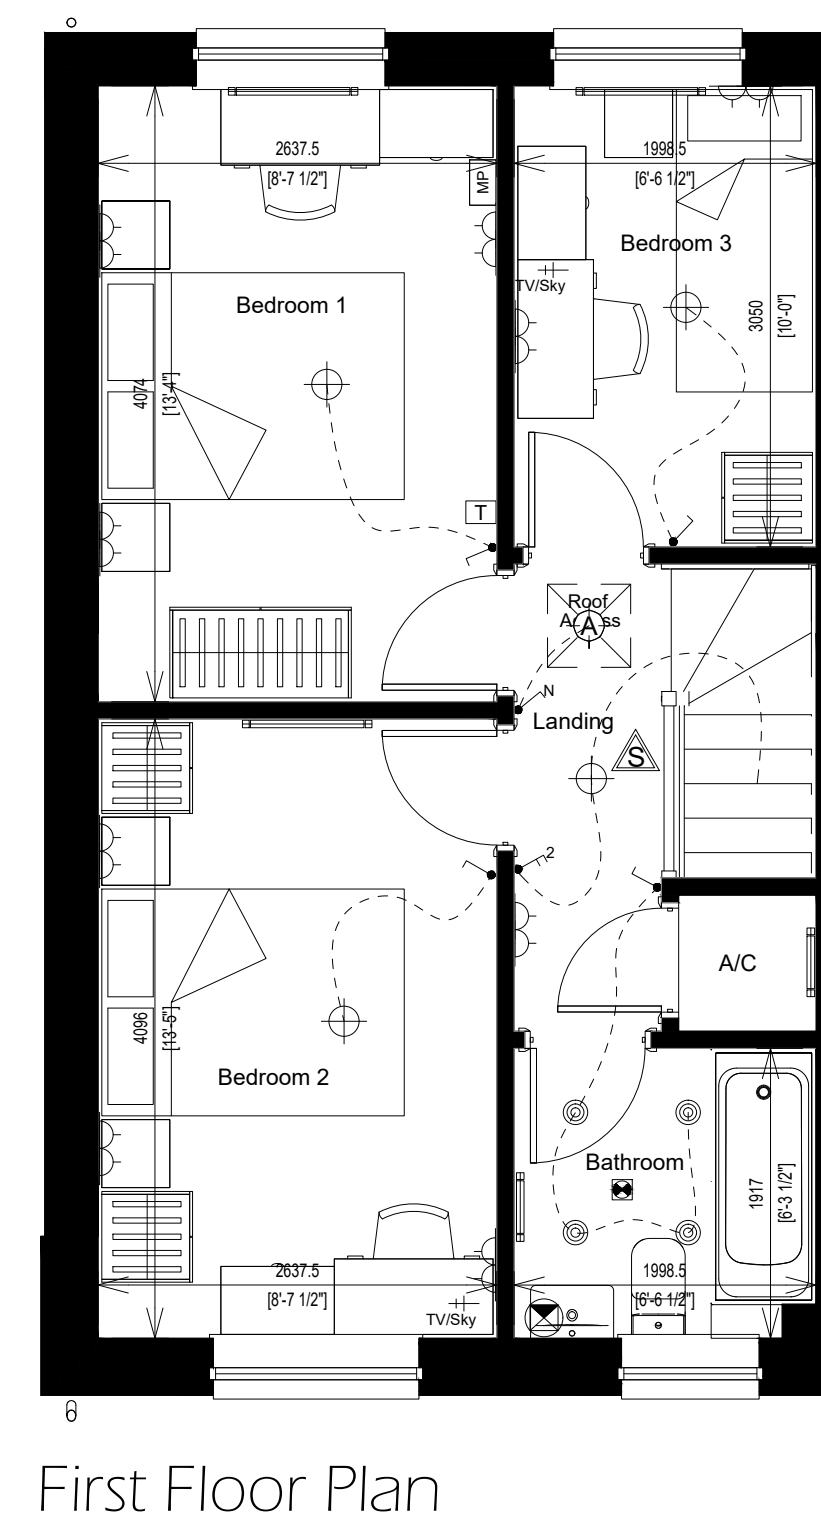 2637.5
[8'-7 1/2"]
1998.5
[6'-6 1/2"]
MP
Bedroom 3
TV/Sky
Bedroom 1
3050
[10'-0"]
4074
[13'-4"]
T
Roof
A
N
Landing
S
2
A/C
4096
[13'-5"]
Bedroom 2
Bathroom
1917
[6'-3 1/2"]
2637.5
[8'-7 1/2"]
1998.5
[6'-6 1/2"]
TV/Sky
First Floor Plan